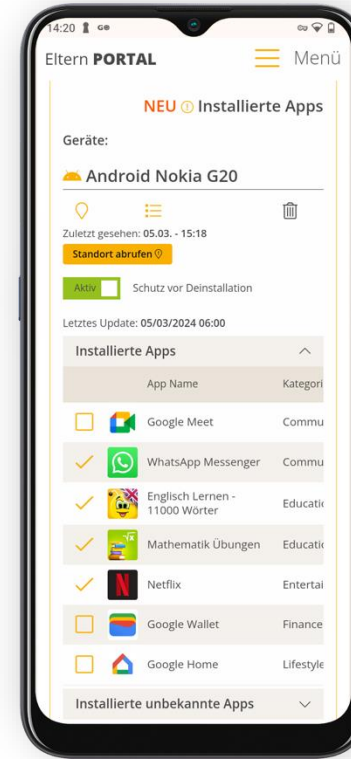 14:20
Eltern PORTAL
Menü
NEU Installierte Apps
Geräte:
Android Nokia G20
Zuletzt gesehen: 05.03. - 15:18
Standort abrufen
Aktiv
Schutz vor Deinstallation
Letztes Update: 05/03/2024 06:00
Installierte Apps
App Name Kategori
Google Meet Commu
WhatsApp Messenger Commu
Englisch Lernen -
11000 Wörter
Educatio
Mathematik Übungen Educatio
N
Netflix Entertai
Google Wallet Finance
Google Home Lifestyle
Installierte unbekannte Apps